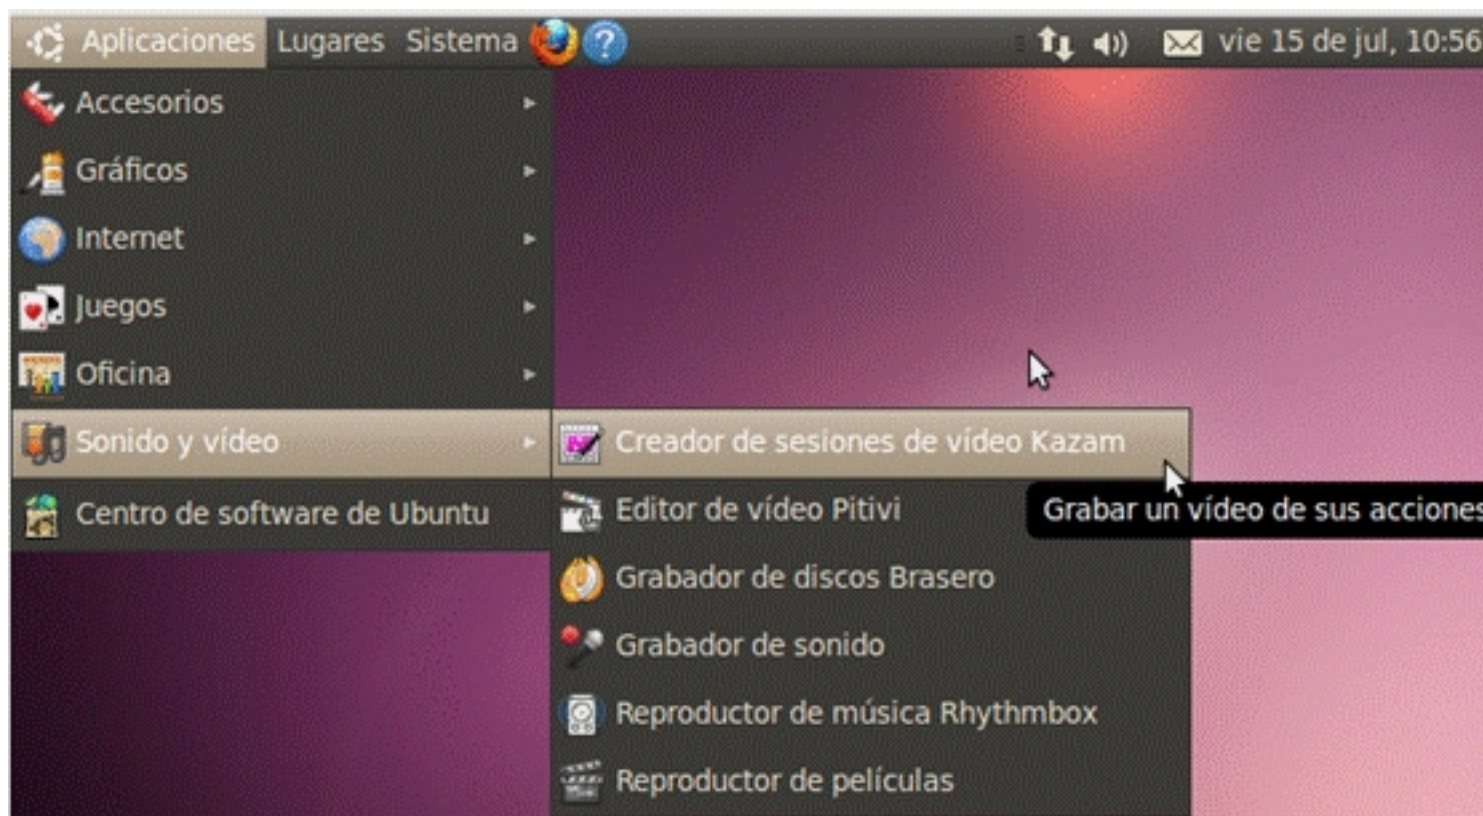 Aplicaciones Lugares Sistema vie 15 de jul, 10:56
Accesorios
Gráficos
Internet
Juegos
Oficina
Sonido y vídeo
Centro de software de Ubuntu
Creador de sesiones de vídeo Kazam
Grabar un vídeo de sus acciones
Editor de vídeo Pitivi
Grabador de discos Brasero
Grabador de sonido
Reproductor de música Rhythmbox
Reproductor de películas